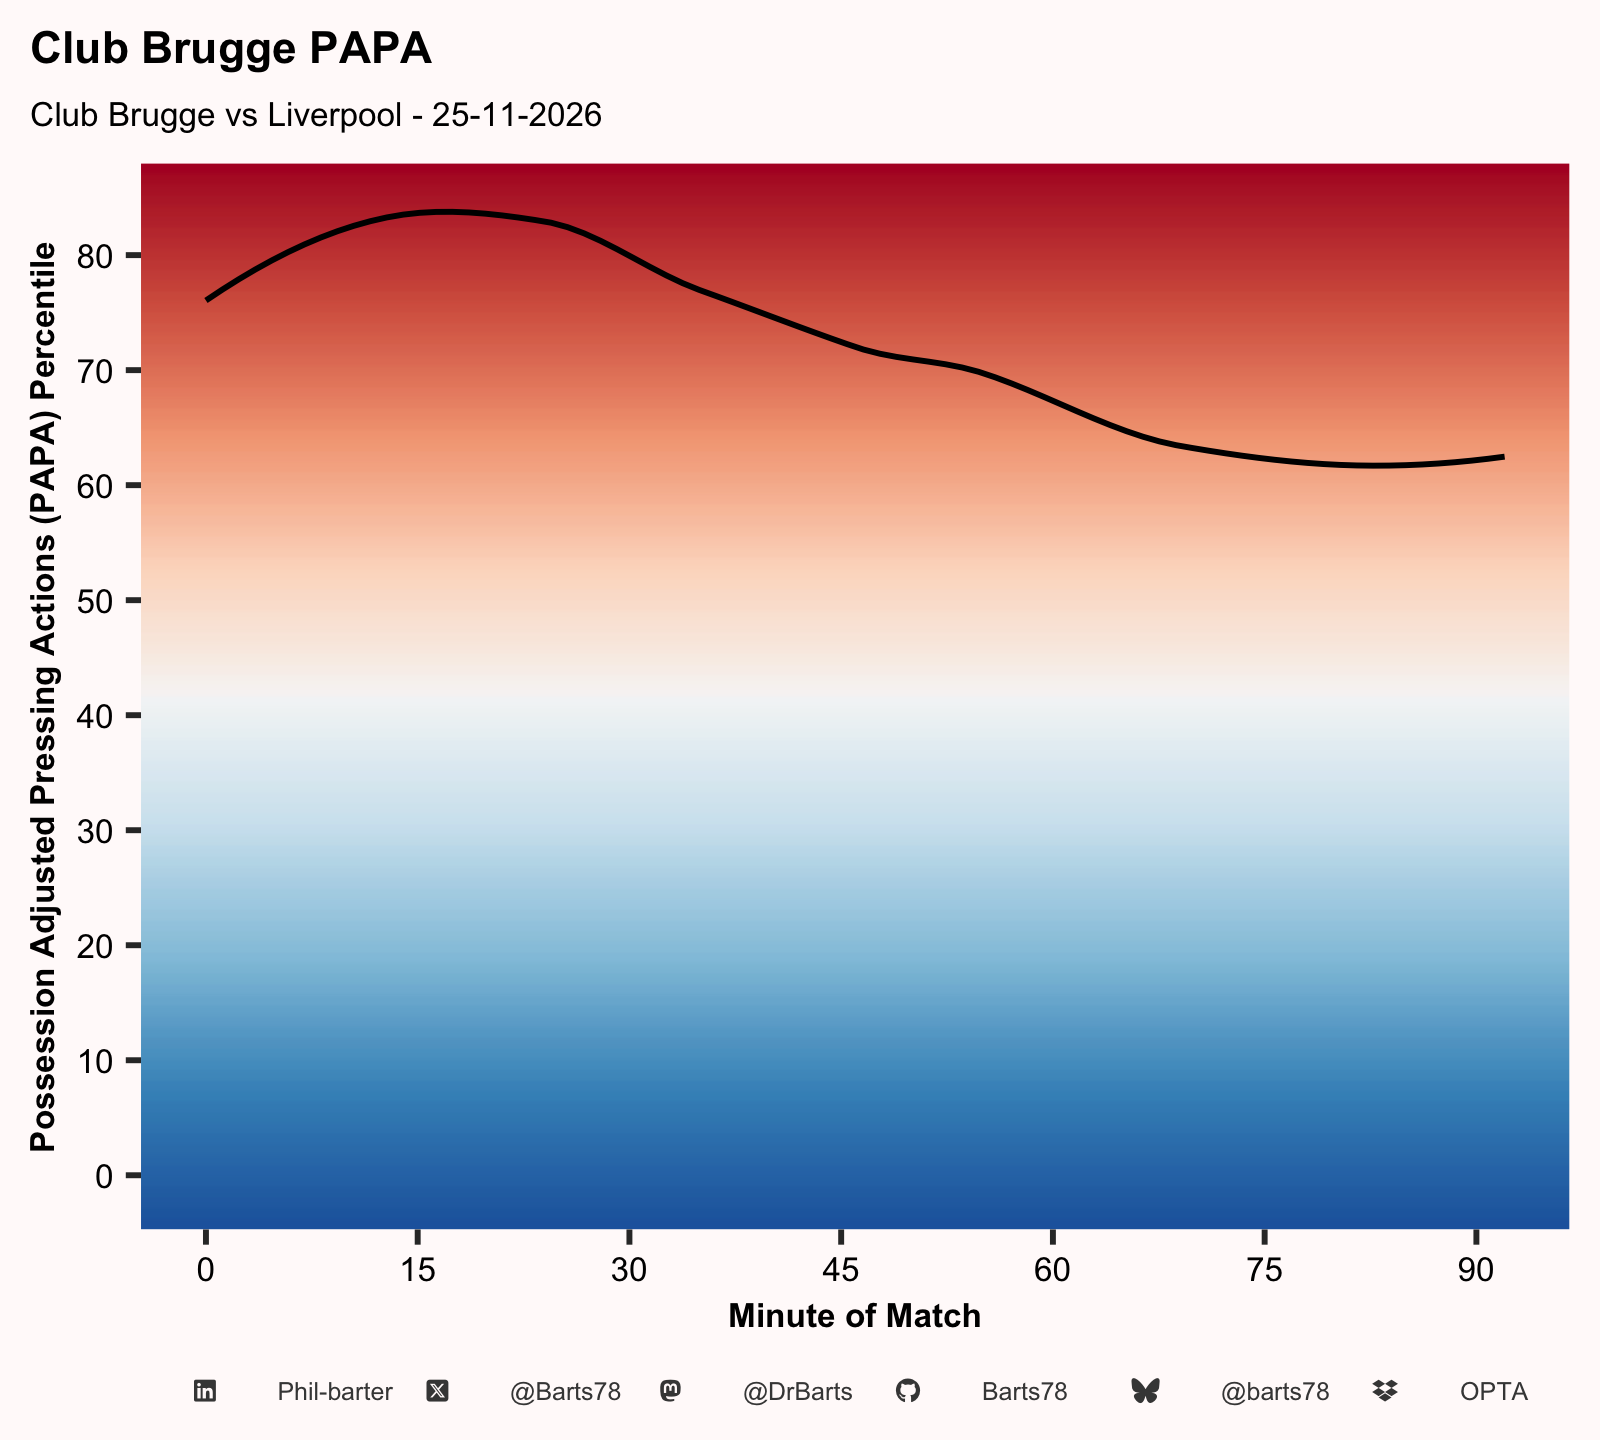 Club Brugge PAPA
Club Brugge vs Liverpool - 25-11-2026
Possession Adjusted Pressing Actions (PAPA) Percentile
80
70
60
50
40
30
20
10
0
0 15 30 45 60 75 90
Minute of Match
Phil-barter @Barts78 @DrBarts Barts78 @barts78 OPTA